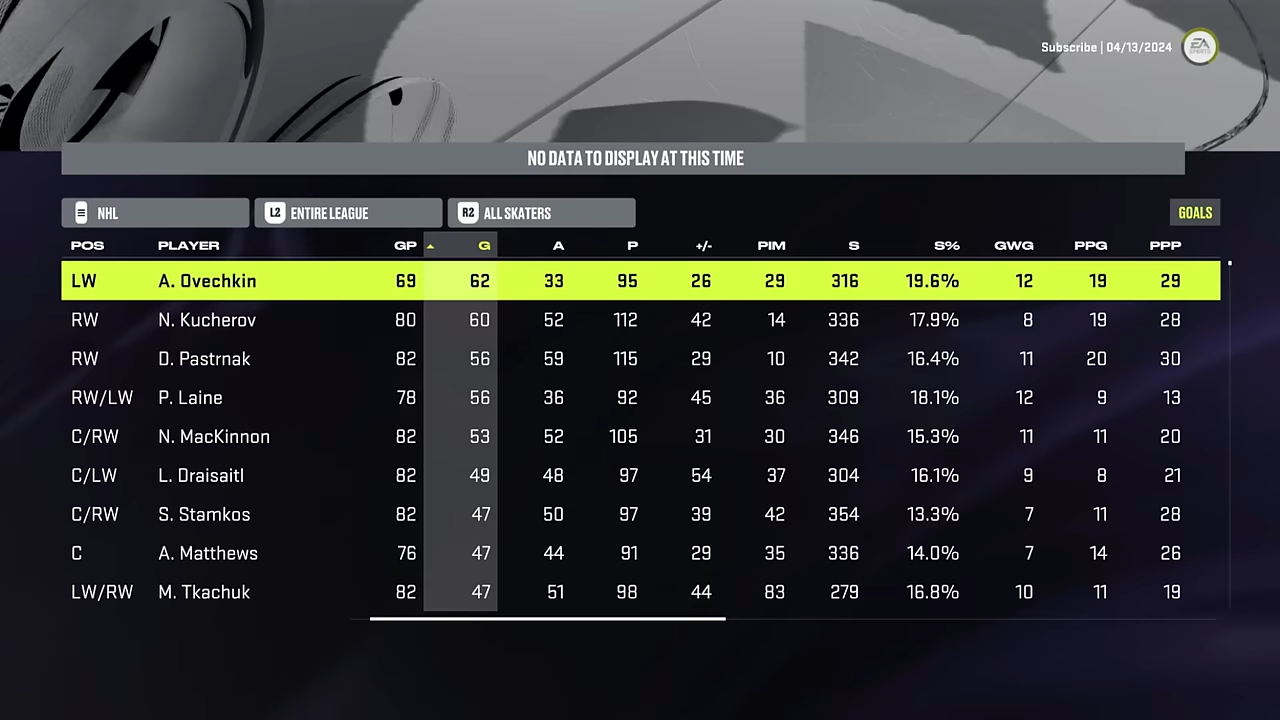 Subscribe | 04/13/2024
EA
SPORTS
NO DATA TO DISPLAY AT THIS TIME
NHL L2 ENTIRE LEAGUE R2 ALL SKATERS GOALS
POS PLAYER GP G A P +/- PIM S S% GWG PPG PPP
LW A. Ovechkin 69 62 33 95 26 29 316 19.6% 12 19 29
RW N. Kucherov 80 60 52 112 42 14 336 17.9% 8 19 28
RW D. Pastrnak 82 56 59 115 29 10 342 16.4% 11 20 30
RW/LW P. Laine 78 56 36 92 45 36 309 18.1% 12 9 13
C/RW N. MacKinnon 82 53 52 105 31 30 346 15.3% 11 11 20
C/LW L. Draisaitl 82 49 48 97 54 37 304 16.1% 9 8 21
C/RW S. Stamkos 82 47 50 97 39 42 354 13.3% 7 11 28
C A. Matthews 76 47 44 91 29 35 336 14.0% 7 14 26
LW/RW M. Tkachuk 82 47 51 98 44 83 279 16.8% 10 11 19